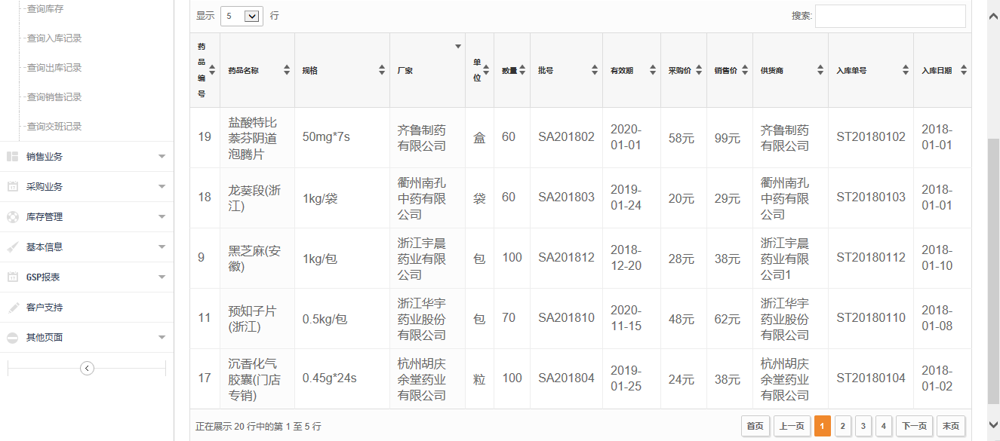 查询库存
查询入库记录
查询出库记录
查询销售记录
查询交班记录
销售业务
采购业务
库存管理
基本信息
GSP报表
客户支持
其他页面
显示 5 行
搜索:
药品编号 药品名称 规格 厂家 单位 数量 批号 有效期 采购价 销售价 供货商 入库单号 入库日期
19 盐酸特比萘芬阴道泡腾片 50mg*7s 齐鲁制药有限公司 盒 60 SA201802 2020-01-01 58元 99元 齐鲁制药有限公司 ST20180102 2018-01-01
18 龙葵段(浙江) 1kg/袋 衢州南孔中药有限公司 袋 60 SA201803 2019-01-24 20元 29元 衢州南孔中药有限公司 ST20180103 2018-01-01
9 黑芝麻(安徽) 1kg/包 浙江宇晨药业有限公司 包 100 SA201812 2018-12-20 28元 38元 浙江宇晨药业有限公司1 ST20180112 2018-01-10
11 预知子片(浙江) 0.5kg/包 浙江华宇药业股份有限公司 包 70 SA201810 2020-11-15 48元 62元 浙江华宇药业股份有限公司 ST20180110 2018-01-08
17 沉香化气胶囊(门店专销) 0.45g*24s 杭州胡庆余堂药业有限公司 粒 100 SA201804 2019-01-25 24元 38元 杭州胡庆余堂药业有限公司 ST20180104 2018-01-02
正在展示 20 行中的第 1 至 5 行
首页 上一页 1 2 3 4 下一页 末页